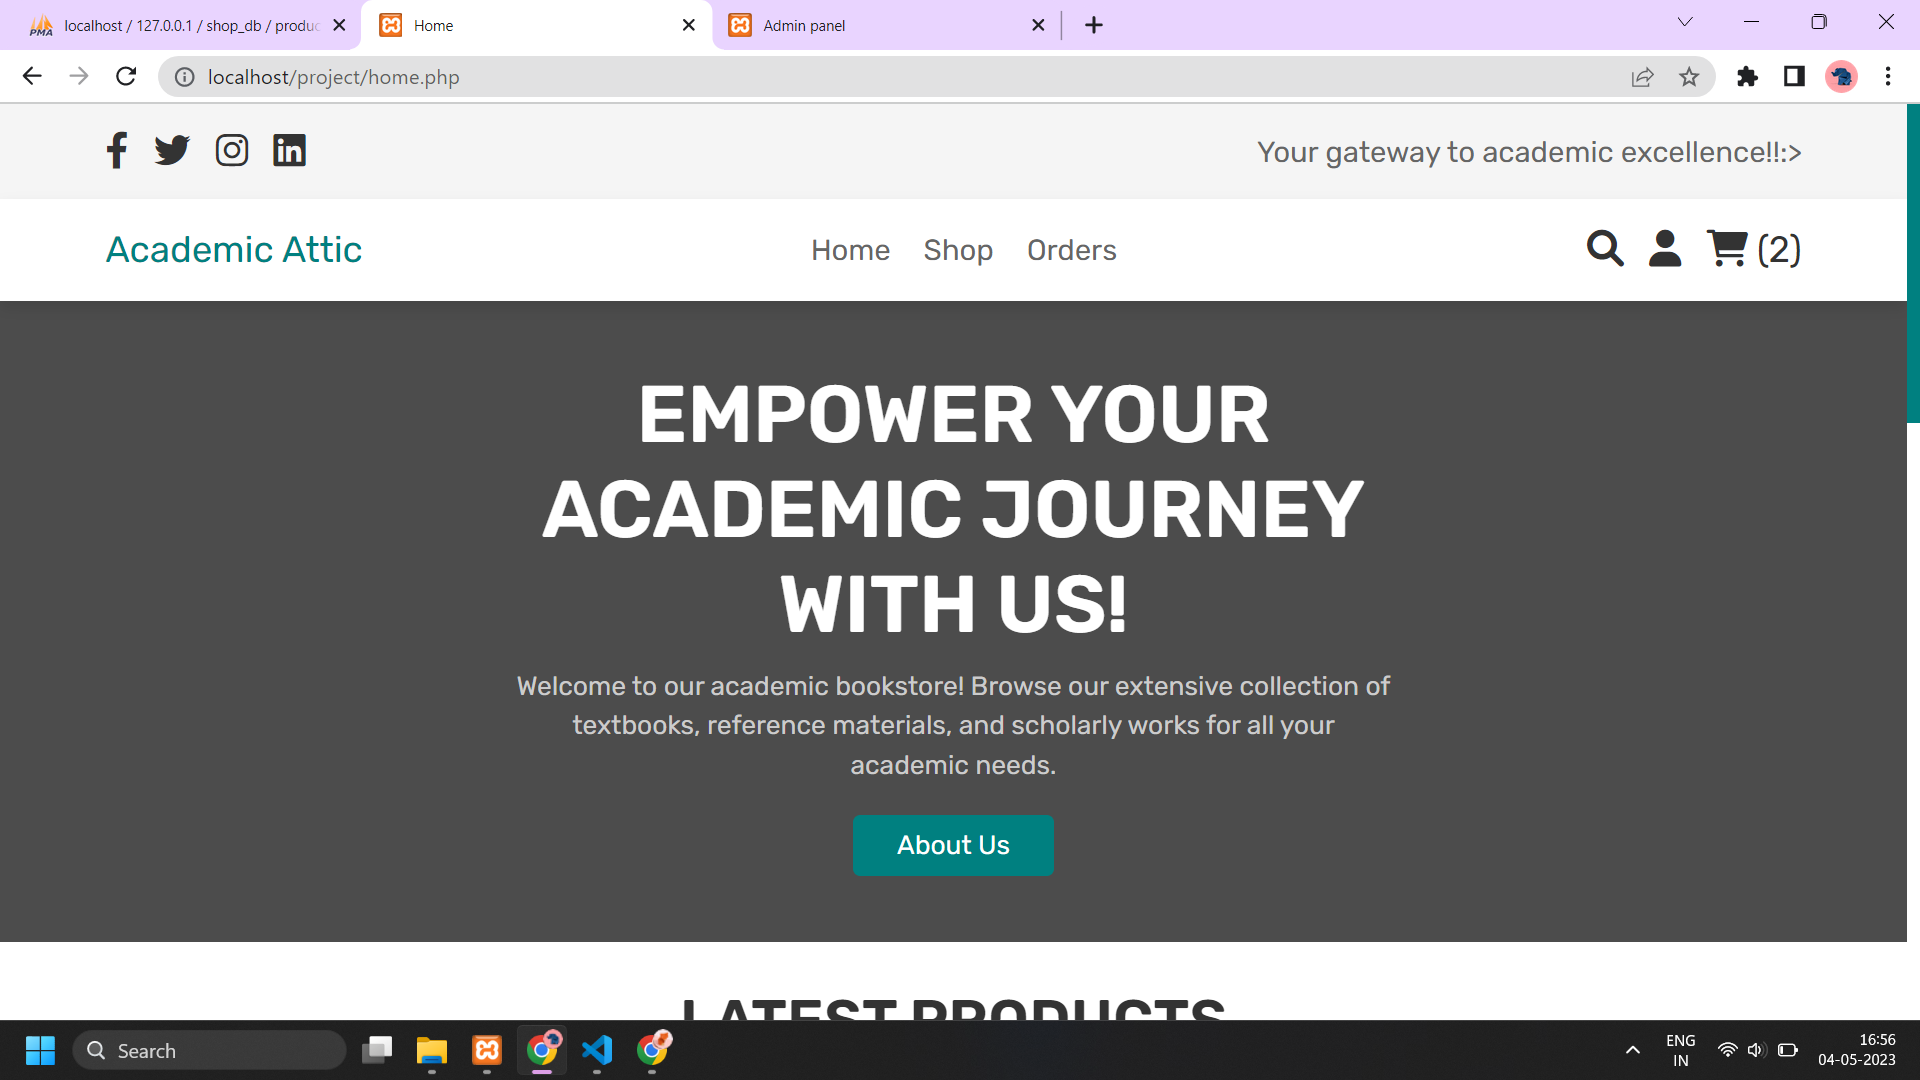 localhost / 127.0.0.1 / shop_db / produc
Home
Admin panel
localhost/project/home.php
Your gateway to academic excellence!!:>
Academic Attic
Home
Shop
Orders
(2)
EMPOWER YOUR
ACADEMIC JOURNEY
WITH US!
Welcome to our academic bookstore! Browse our extensive collection of
textbooks, reference materials, and scholarly works for all your
academic needs.
About Us
LATEST PRODUCTS
Search
ENG
IN
16:56
04-05-2023